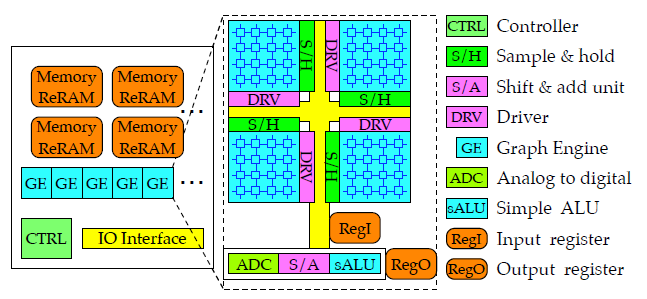 Memory
ReRAM
Memory
ReRAM
...
Memory
ReRAM
Memory
ReRAM
GE GE GE GE GE ...
CTRL
IO Interface
S/H
DRV
DRV
S/H
S/H
DRV
DRV
S/H
RegI
ADC S/A sALU RegO
CTRL Controller
S/H Sample & hold
S/A Shift & add unit
DRV Driver
GE Graph Engine
ADC Analog to digital
sALU Simple ALU
RegI Input register
RegO Output register